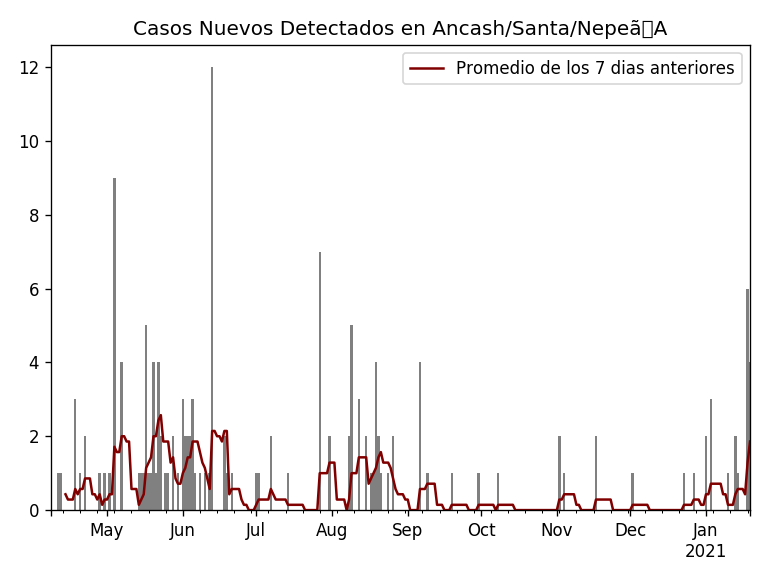 Casos Nuevos Detectados en Ancash/Santa/Nepeã▯A
Promedio de los 7 dias anteriores
12
10
8
6
4
2
0
May Jun Jul Aug Sep Oct Nov Dec Jan
2021